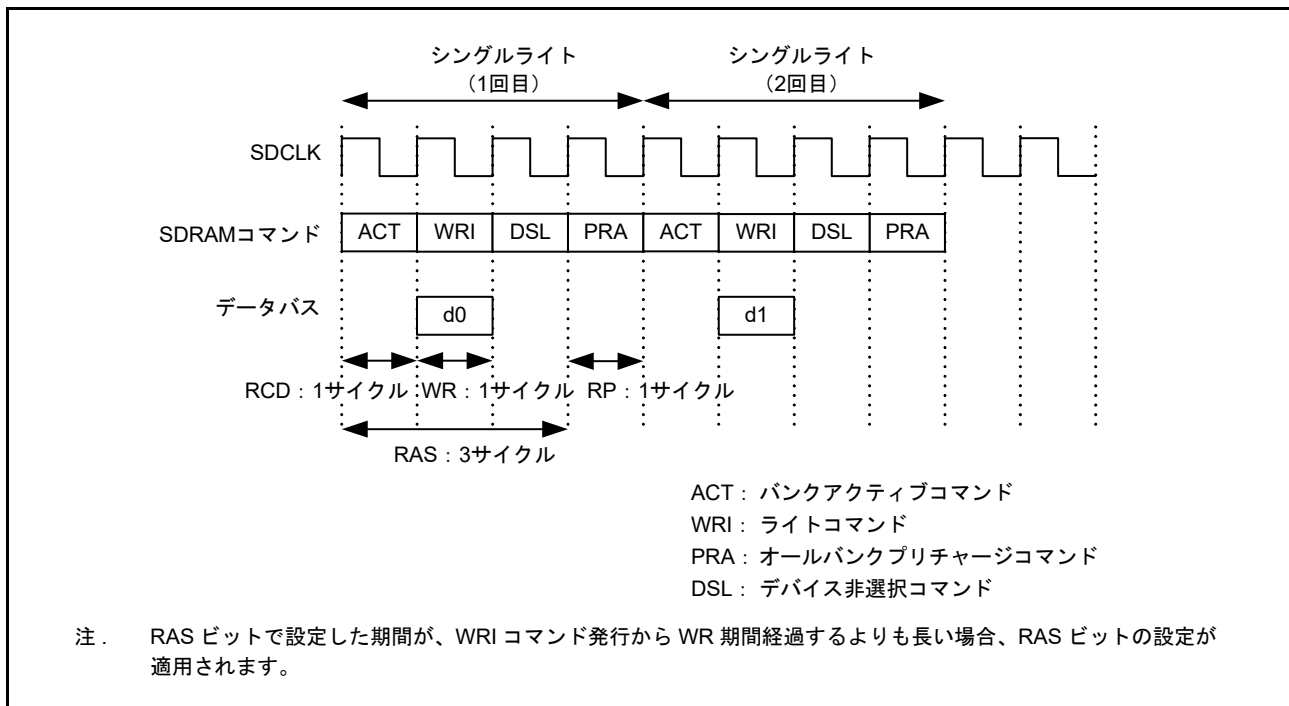 シングルライト シングルライト
（1回目） （2回目）
SDCLK
SDRAMコマンド ACT WRI DSL PRA ACT WRI DSL PRA
データバス d0 d1
RCD：1サイクル WR：1サイクル RP：1サイクル
RAS：3サイクル
ACT： バンクアクティブコマンド
WRI： ライトコマンド
PRA： オールバンクプリチャージコマンド
DSL： デバイス非選択コマンド
注． RAS ビットで設定した期間が、WRI コマンド発行から WR 期間経過するよりも長い場合、RAS ビットの設定が
適用されます。